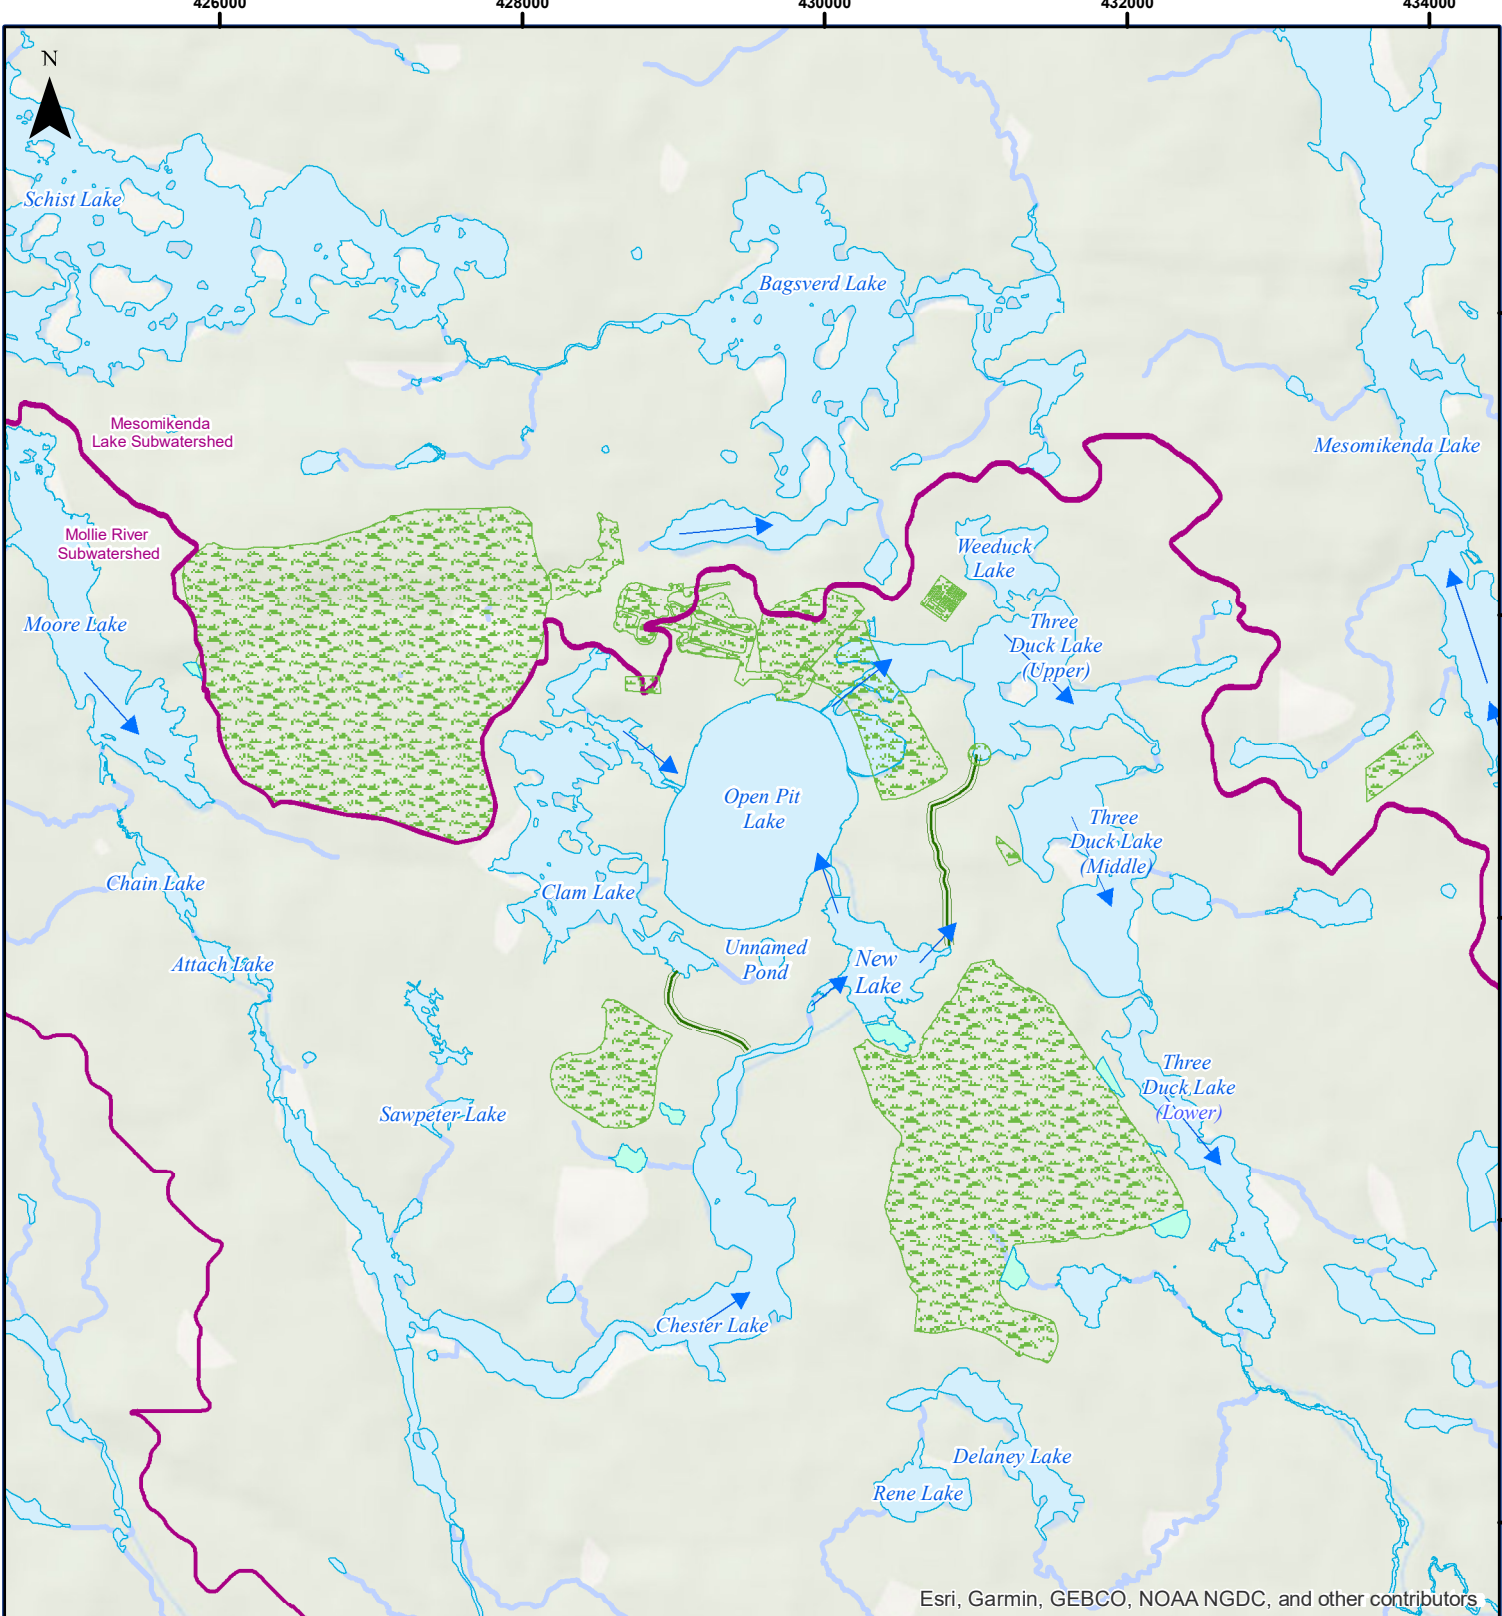 426000 428000 430000 432000 434000
N
Schist Lake
Bagsverd Lake
Mesomikenda
Lake Subwatershed
Mesomikenda Lake
Mollie River
Subwatershed
Weeduck
Lake
Moore Lake
Three
Duck Lake
(Upper)
Open Pit
Lake
Three
Duck Lake
(Middle)
Chain Lake
Clam Lake
Attach Lake
Unnamed
Pond
New
Lake
Three
Duck Lake
(Lower)
Sawpeter Lake
Chester Lake
Delaney Lake
Rene Lake
Esri, Garmin, GEBCO, NOAA NGDC, and other contributors